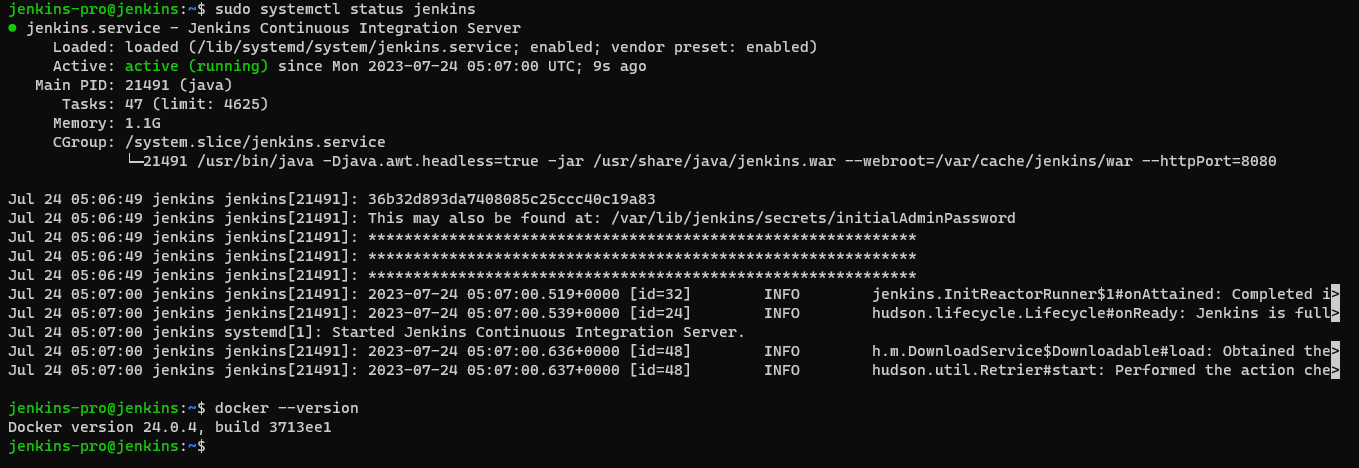 jenkins-pro@jenkins:~$ sudo systemctl status jenkins
● jenkins.service - Jenkins Continuous Integration Server
     Loaded: loaded (/lib/systemd/system/jenkins.service; enabled; vendor preset: enabled)
     Active: active (running) since Mon 2023-07-24 05:07:00 UTC; 9s ago
   Main PID: 21491 (java)
      Tasks: 47 (limit: 4625)
     Memory: 1.1G
     CGroup: /system.slice/jenkins.service
             └─21491 /usr/bin/java -Djava.awt.headless=true -jar /usr/share/java/jenkins.war --webroot=/var/cache/jenkins/war --httpPort=8080
Jul 24 05:06:49 jenkins jenkins[21491]: 36b32d893da7408085c25ccc40c19a83
Jul 24 05:06:49 jenkins jenkins[21491]: This may also be found at: /var/lib/jenkins/secrets/initialAdminPassword
Jul 24 05:06:49 jenkins jenkins[21491]: *************************************************************
Jul 24 05:06:49 jenkins jenkins[21491]: *************************************************************
Jul 24 05:06:49 jenkins jenkins[21491]: *************************************************************
Jul 24 05:07:00 jenkins jenkins[21491]: 2023-07-24 05:07:00.519+0000 [id=32]        INFO        jenkins.InitReactorRunner$1#onAttained: Completed i>
Jul 24 05:07:00 jenkins jenkins[21491]: 2023-07-24 05:07:00.539+0000 [id=24]        INFO        hudson.lifecycle.Lifecycle#onReady: Jenkins is full>
Jul 24 05:07:00 jenkins systemd[1]: Started Jenkins Continuous Integration Server.
Jul 24 05:07:00 jenkins jenkins[21491]: 2023-07-24 05:07:00.636+0000 [id=48]        INFO        h.m.DownloadService$Downloadable#load: Obtained the>
Jul 24 05:07:00 jenkins jenkins[21491]: 2023-07-24 05:07:00.637+0000 [id=48]        INFO        hudson.util.Retrier#start: Performed the action che>
jenkins-pro@jenkins:~$ docker --version
Docker version 24.0.4, build 3713ee1
jenkins-pro@jenkins:~$